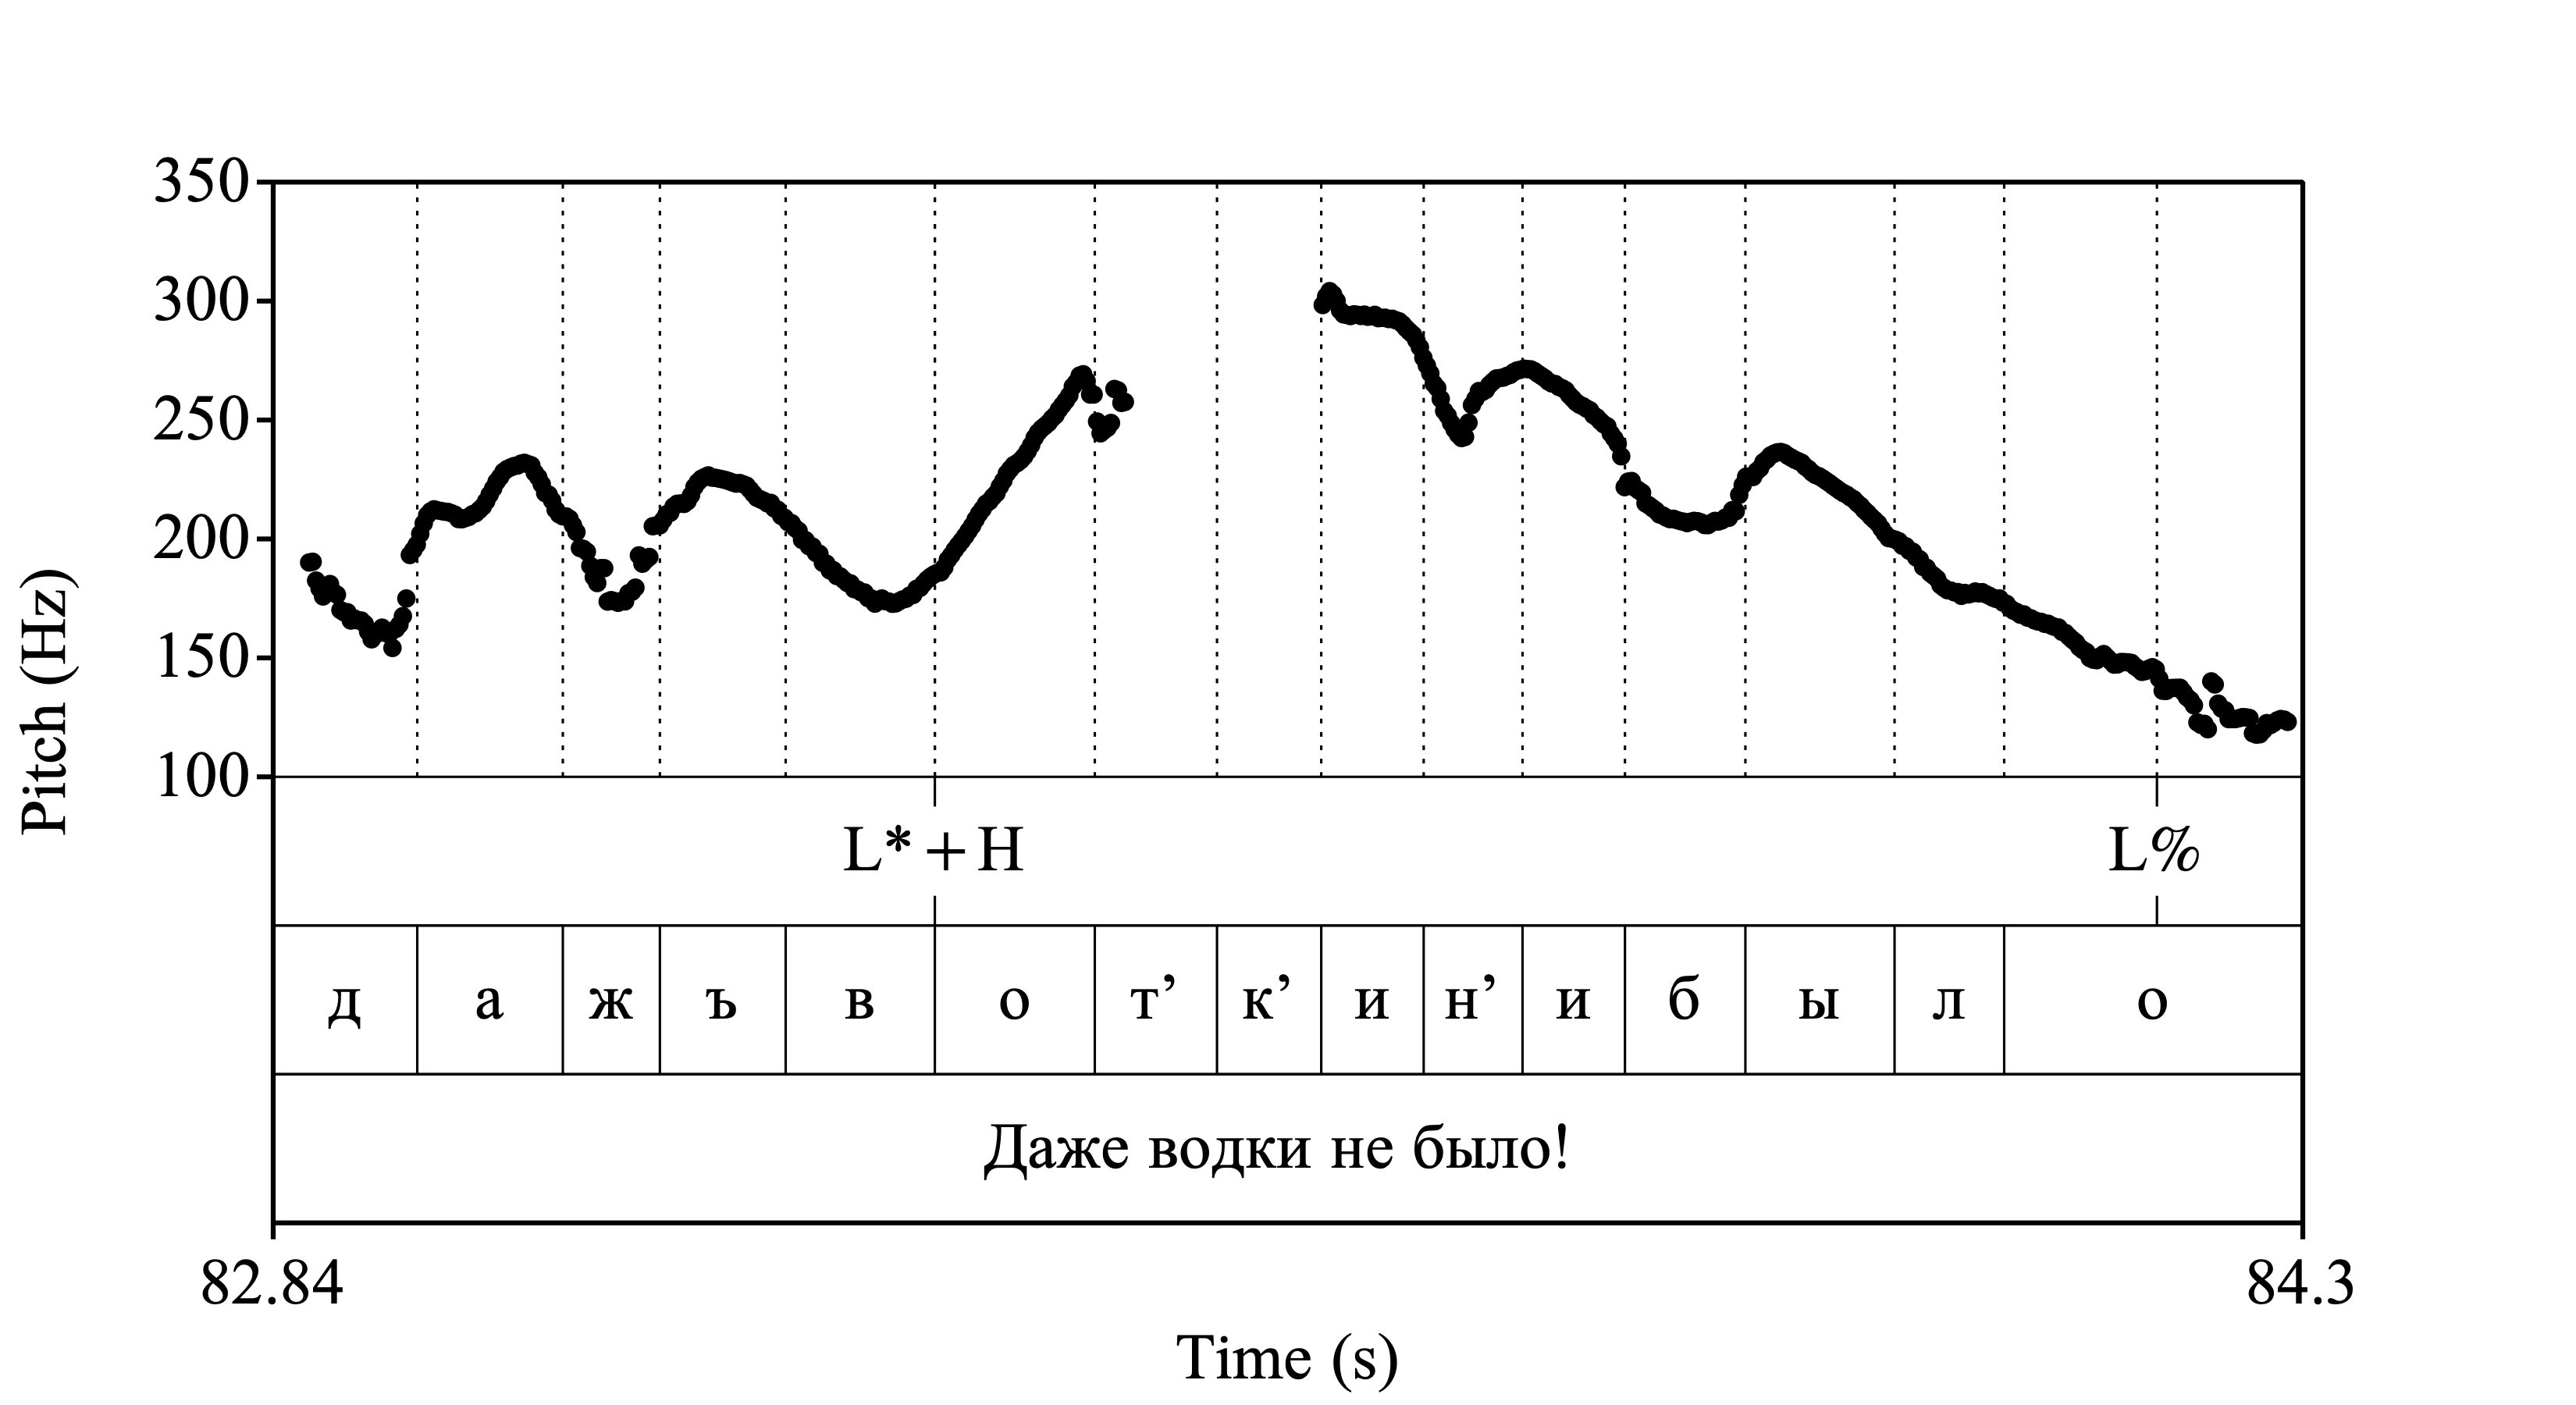 350
300
250
200
150
100
Pitch (Hz)
L*+H L%
д а ж ъ в о т’ к’ и н’ и б ы л о
Даже водки не было!
82.84 84.3
Time (s)